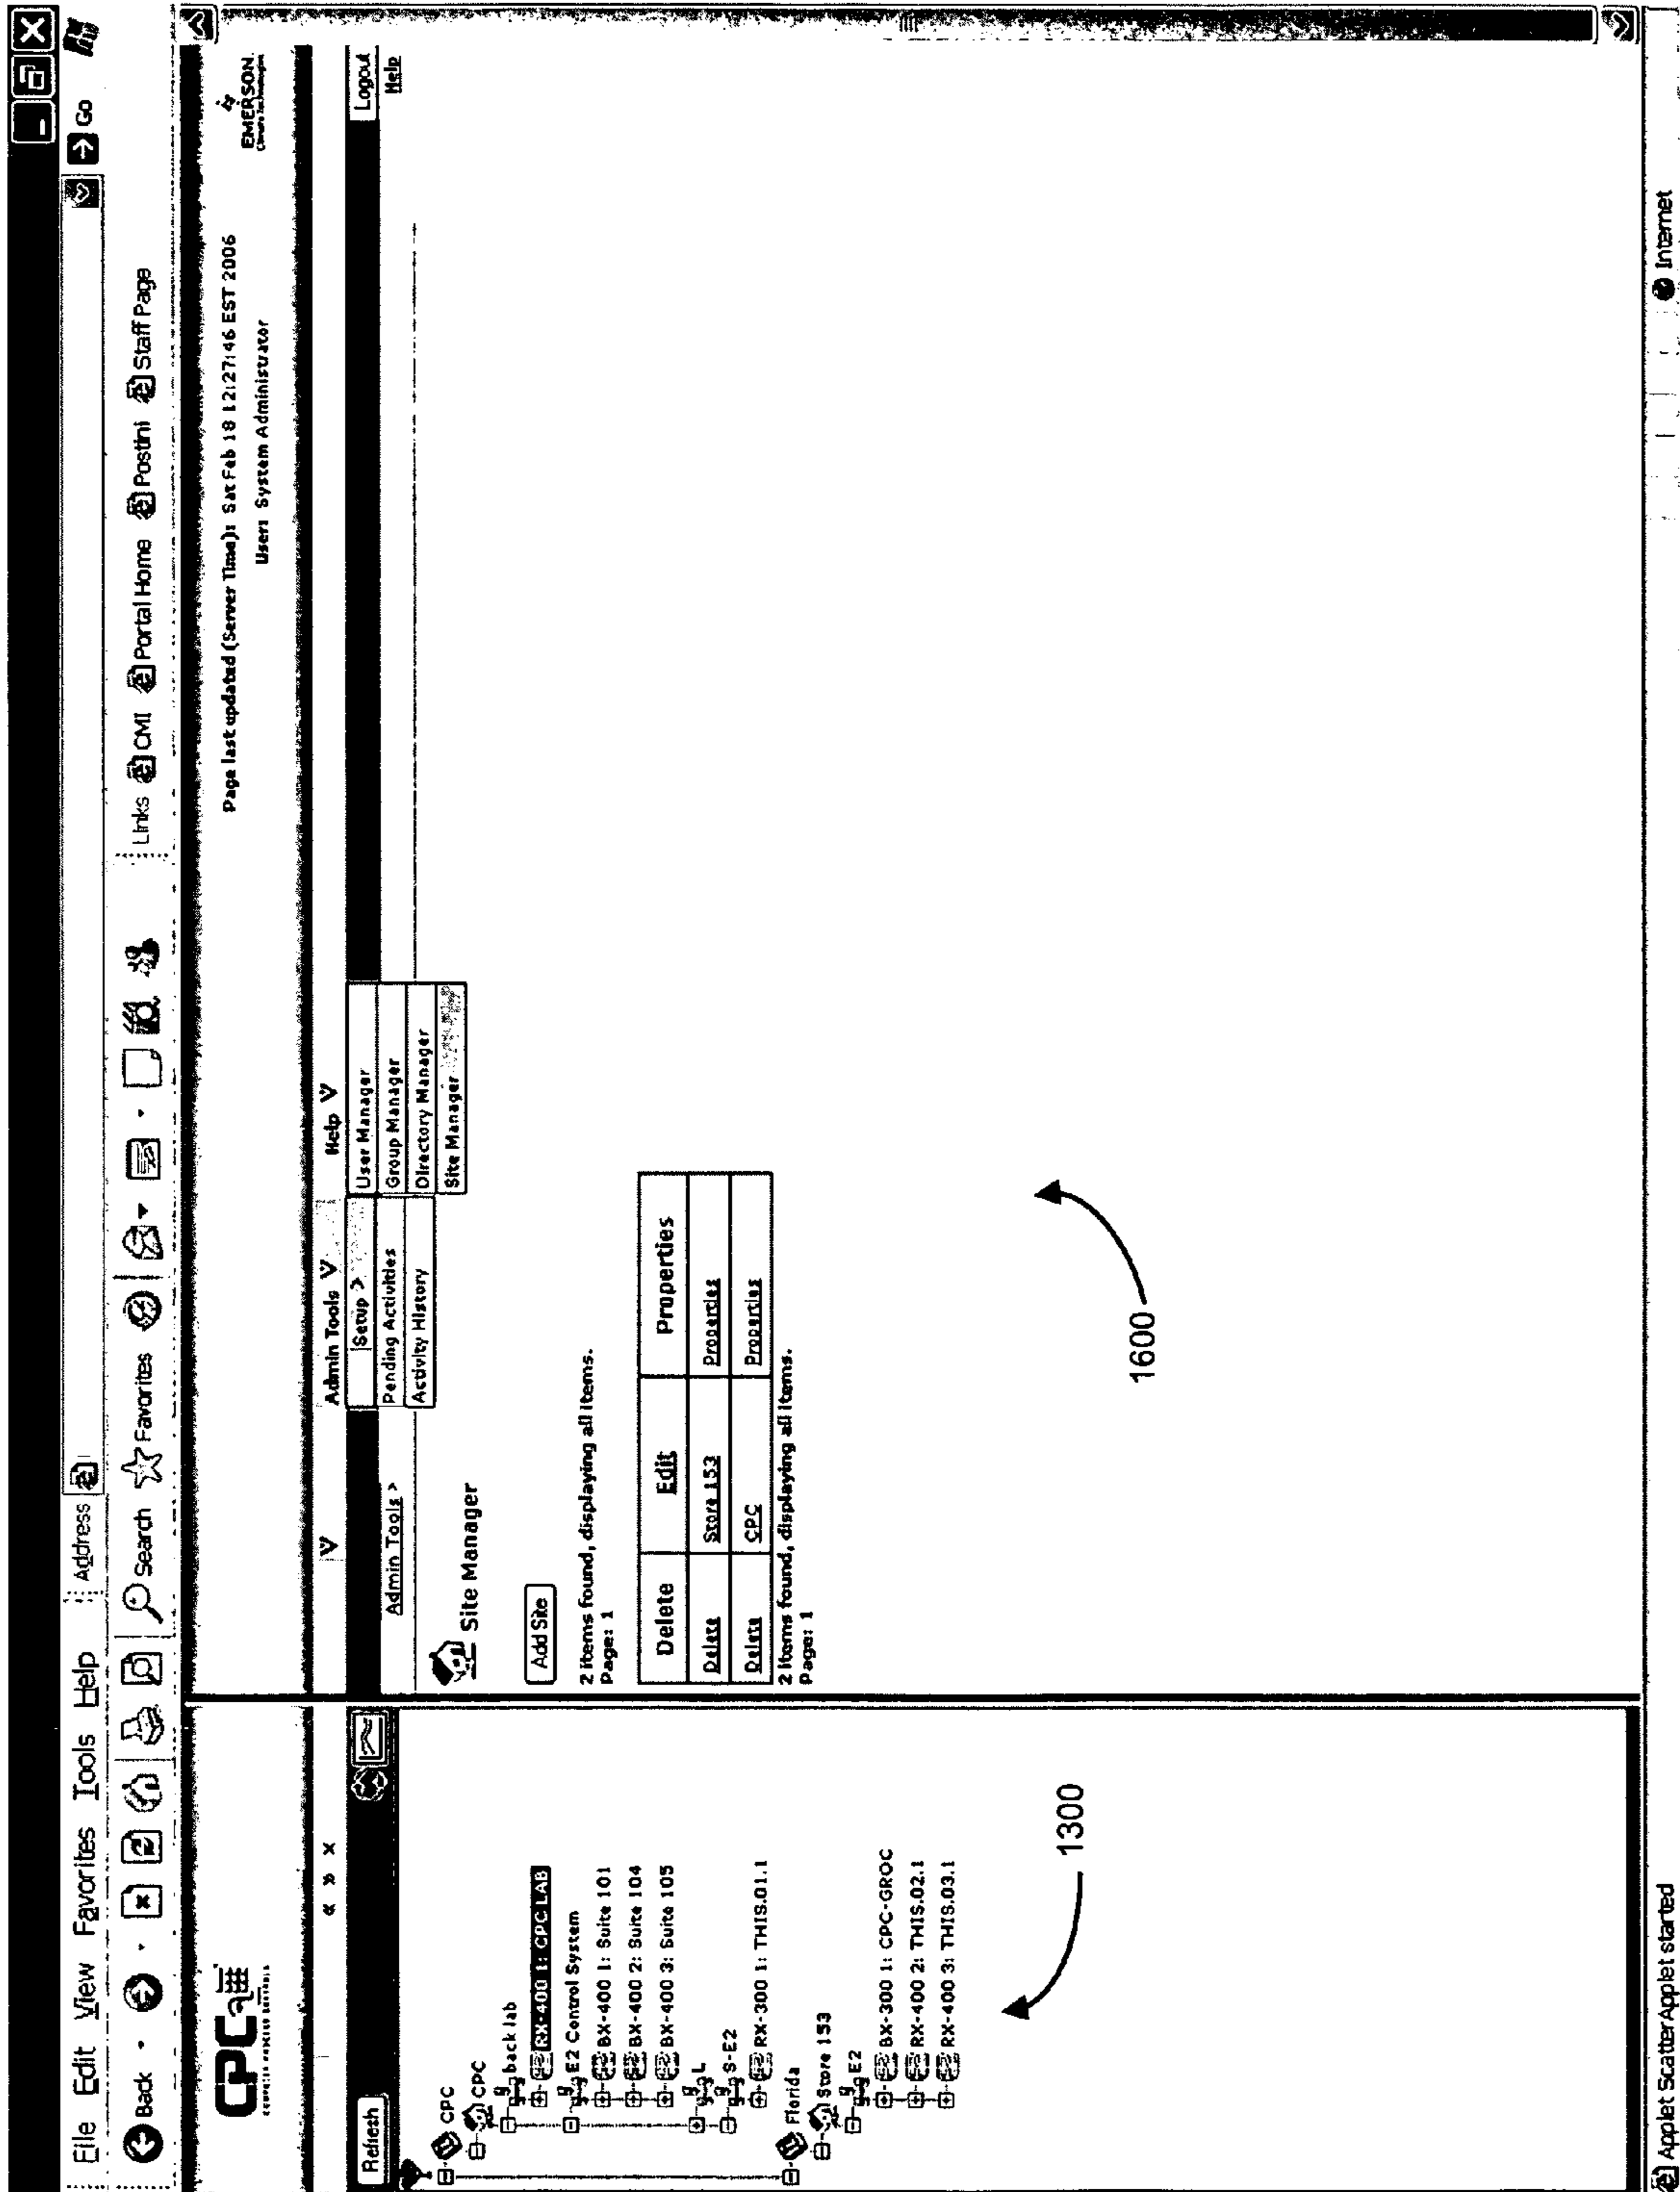 File Edit View Favorites Tools Help
Address
Go
Back
Search
Favorites
Links
CMI
Portal Home
Postini
Staff Page
CPC
Page last updated (Server Time): Sat Feb 18 12:27:46 EST 2006
User: System Administrator
EMERSON.
Climate Technologies
« » x
Admin Tools
Help
Refresh
Setup >
User Manager
Logout
Pending Activities
Group Manager
Help
Activity History
Directory Manager
Site Manager
Admin Tools >
CPC
CPC
back lab
RX-400 1: CPC LAB
E2 Control System
BX-400 1: Suite 101
BX-400 2: Suite 104
BX-400 3: Suite 105
L
S-E2
RX-300 1: THIS.01.1
Florida
Store 153
E2
BX-300 1: CPC-GROC
RX-400 2: THIS.02.1
RX-400 3: THIS.03.1
1300
Site Manager
Add Site
2 items found, displaying all items.
Page: 1
Delete Edit Properties
Delete Store 153 Properties
Delete CPC Properties
2 items found, displaying all items.
Page: 1
1600
Applet ScatterApplet started
Internet